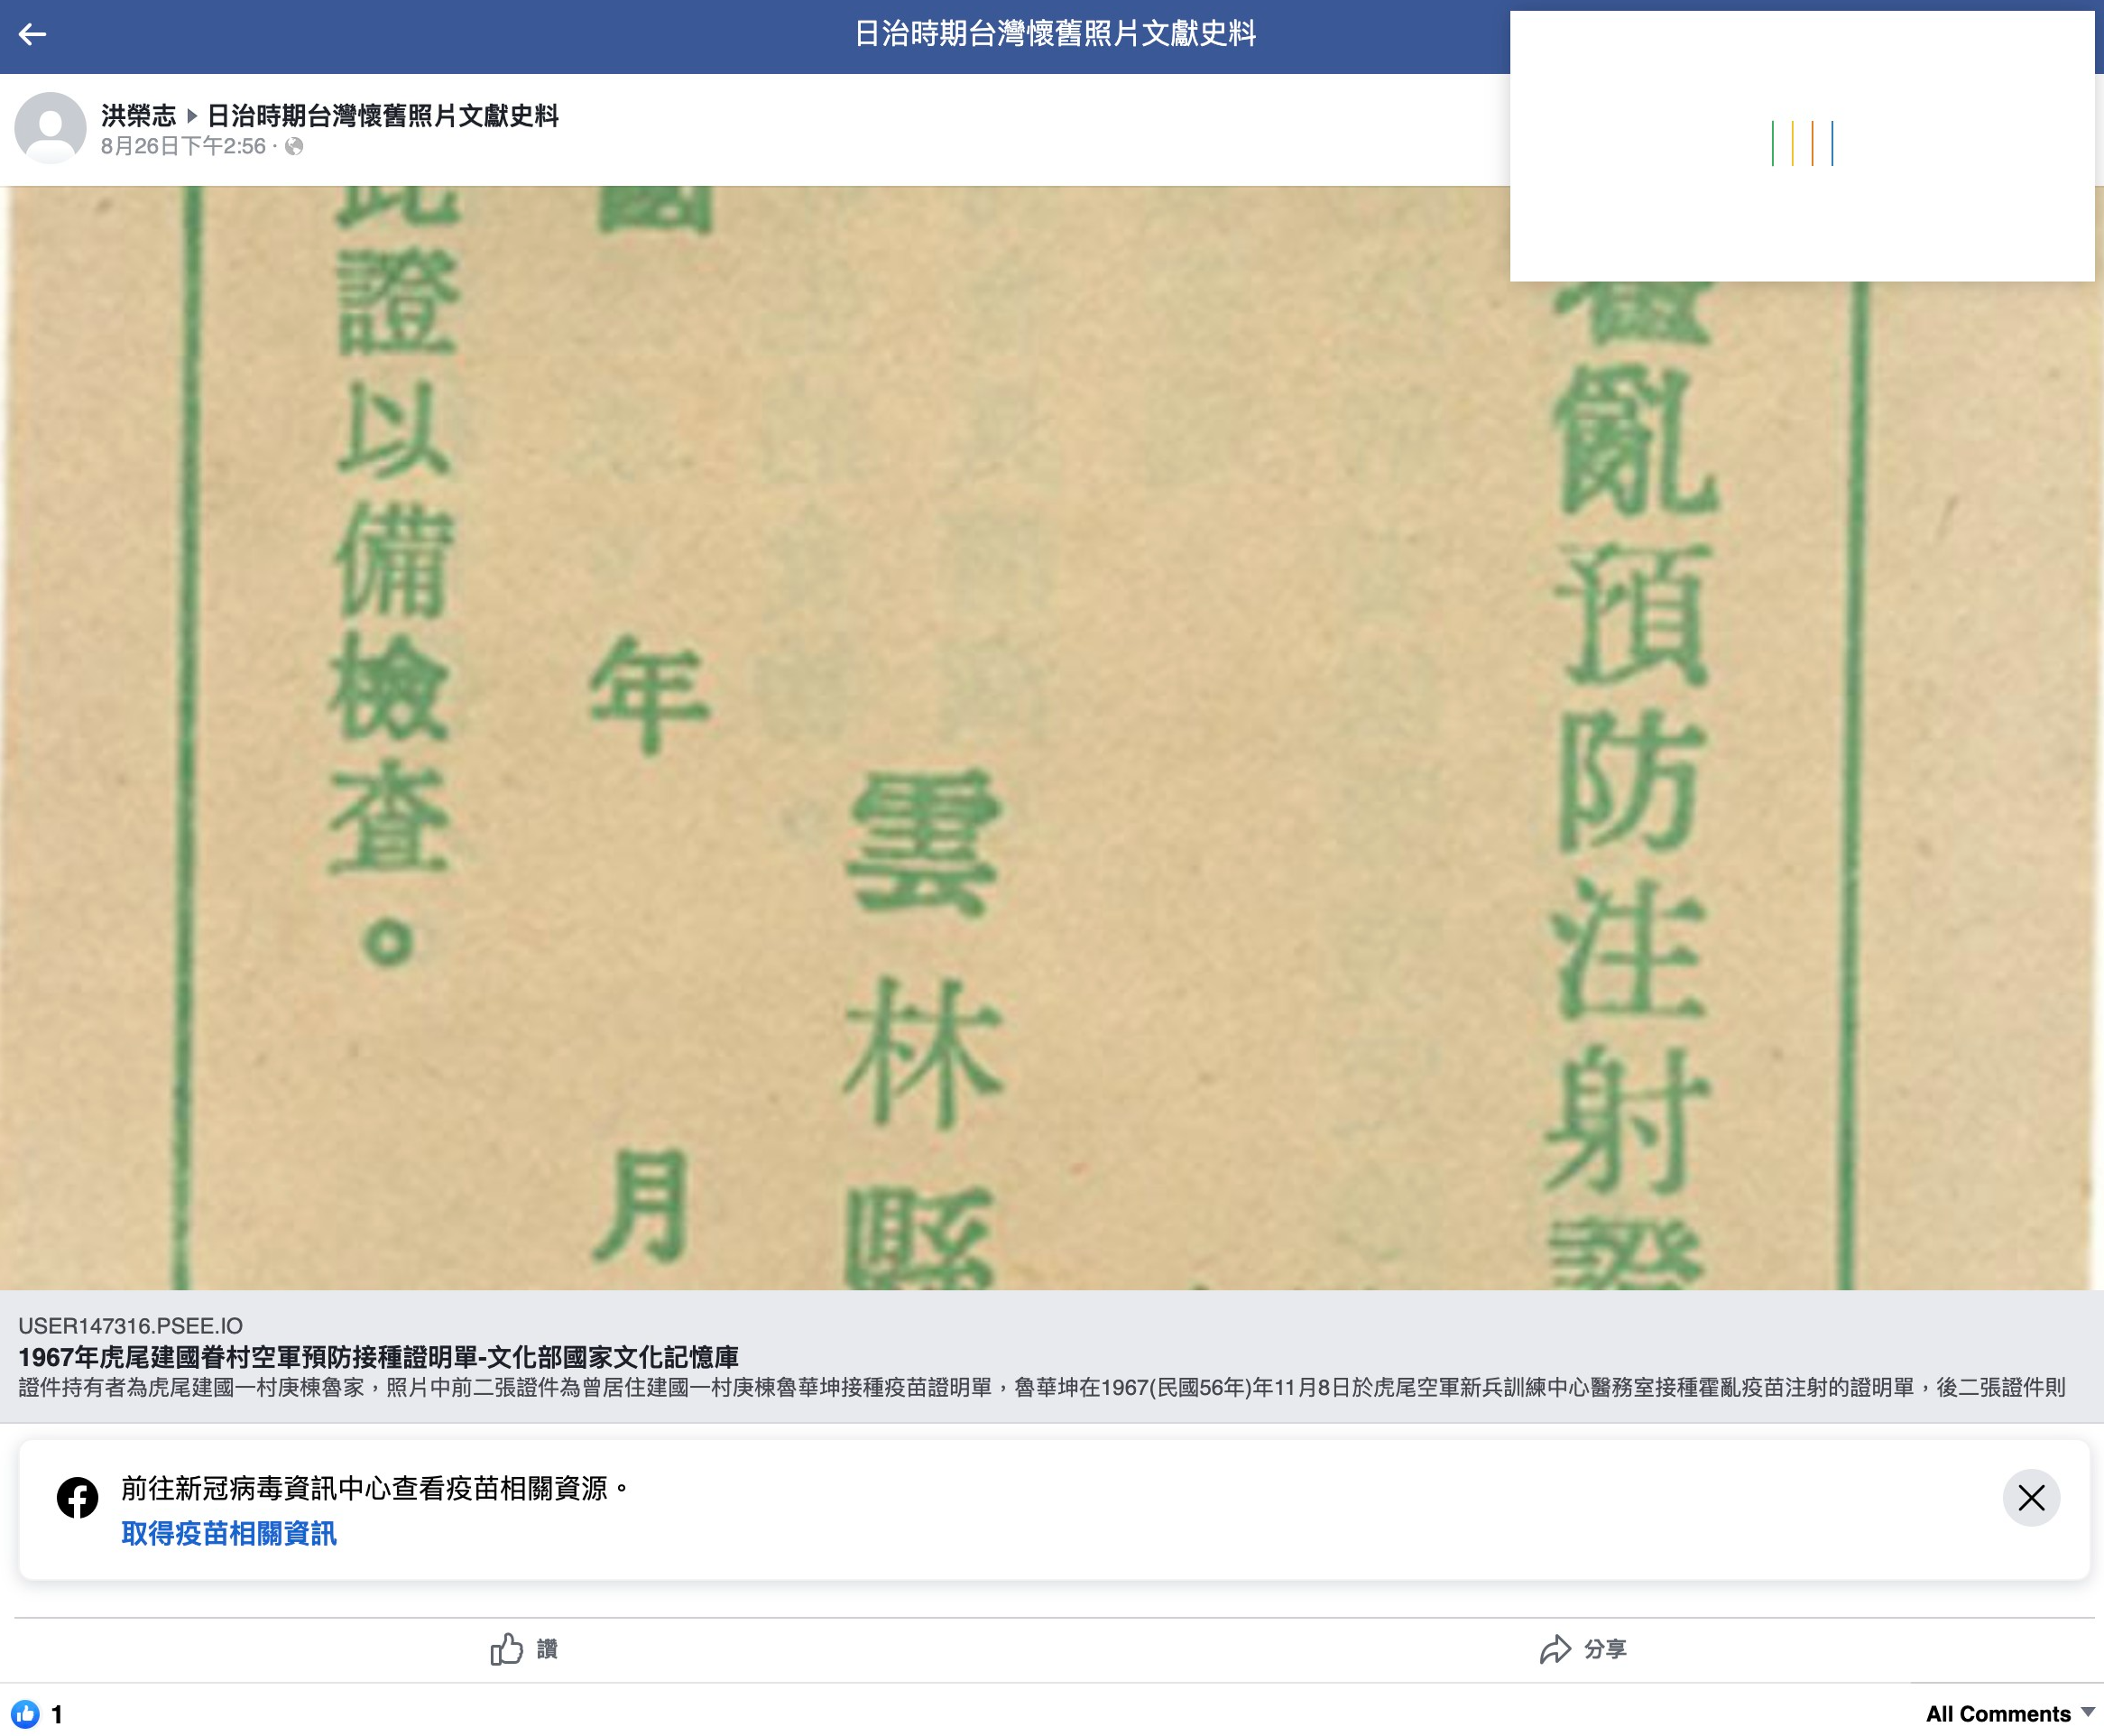 日治時期台灣懷舊照片文獻史料
洪榮志 ▸ 日治時期台灣懷舊照片文獻史料
8月26日下午2:56 ·
霍亂預防注射證
雲林縣
國 年 月
此證以備檢查。
USER147316.PSEE.IO
1967年虎尾建國眷村空軍預防接種證明單-文化部國家文化記憶庫
證件持有者為虎尾建國一村庚棟魯家，照片中前二張證件為曾居住建國一村庚棟魯華坤接種疫苗證明單，魯華坤在1967(民國56年)年11月8日於虎尾空軍新兵訓練中心醫務室接種霍亂疫苗注射的證明單，後二張證件則
前往新冠病毒資訊中心查看疫苗相關資源。
取得疫苗相關資訊
讚
分享
1
All Comments